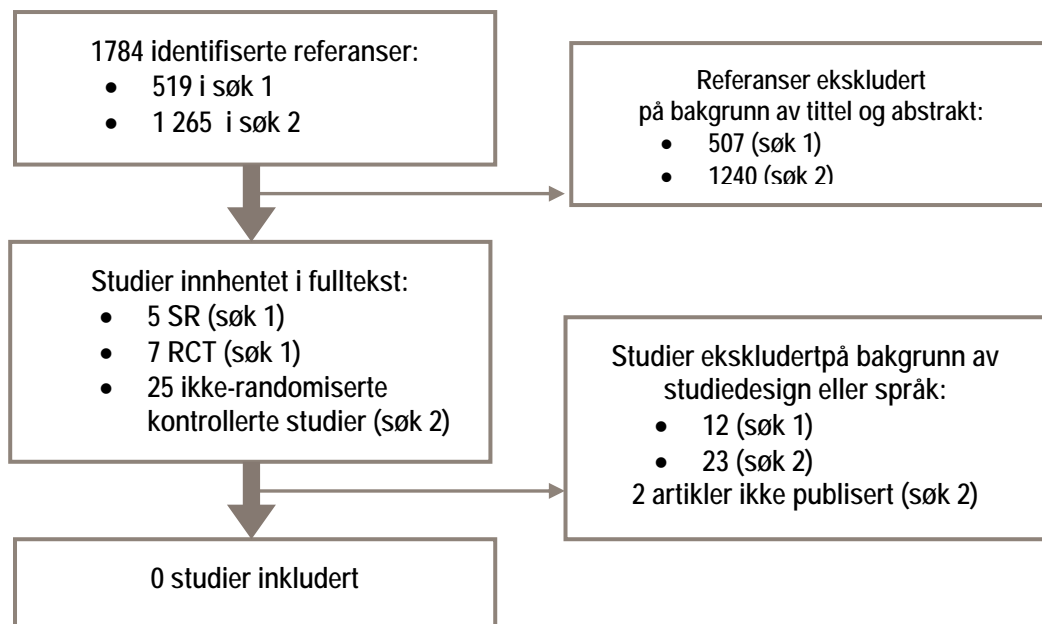 1784 identifiserte referanser:
• 519 i søk 1
• 1 265 i søk 2
Referanser ekskludert
på bakgrunn av tittel og abstrakt:
• 507 (søk 1)
• 1240 (søk 2)
Studier innhentet i fulltekst:
• 5 SR (søk 1)
• 7 RCT (søk 1)
• 25 ikke-randomiserte
kontrollerte studier (søk 2)
Studier ekskludertpå bakgrunn av
studiedesign eller språk:
• 12 (søk 1)
• 23 (søk 2)
2 artikler ikke publisert (søk 2)
0 studier inkludert